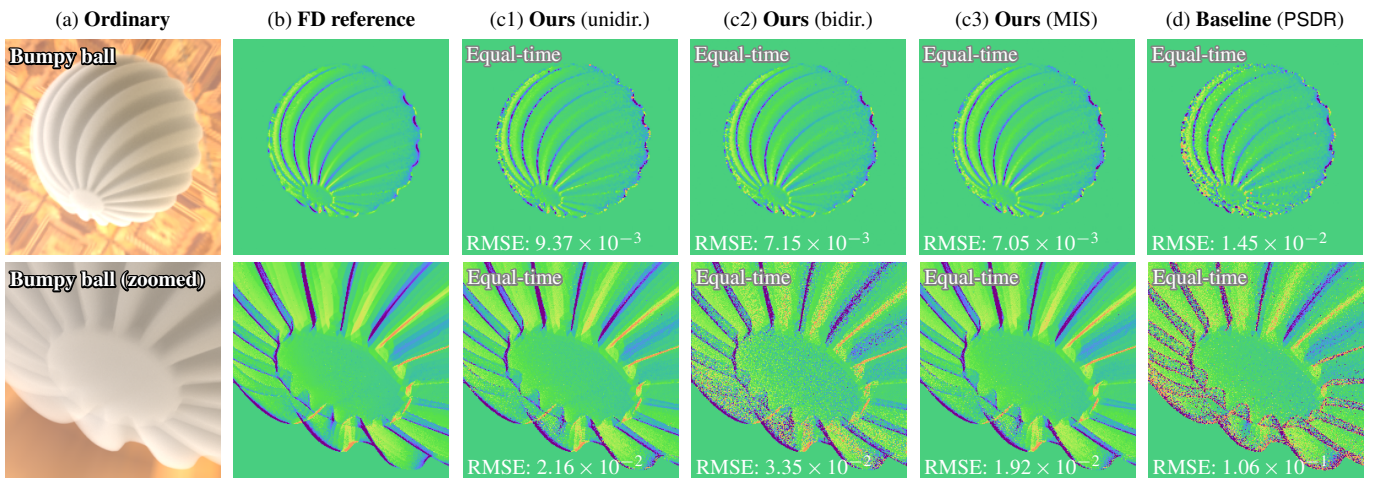 (a) Ordinary
(b) FD reference
(c1) Ours (unidir.)
(c2) Ours (bidir.)
(c3) Ours (MIS)
(d) Baseline (PSDR)
Bumpy ball
Equal-time
Equal-time
Equal-time
Equal-time
RMSE: 9.37 × 10⁻³
RMSE: 7.15 × 10⁻³
RMSE: 7.05 × 10⁻³
RMSE: 1.45 × 10⁻²
Bumpy ball (zoomed)
Equal-time
Equal-time
Equal-time
Equal-time
RMSE: 2.16 × 10⁻²
RMSE: 3.35 × 10⁻²
RMSE: 1.92 × 10⁻²
RMSE: 1.06 × 10⁻¹